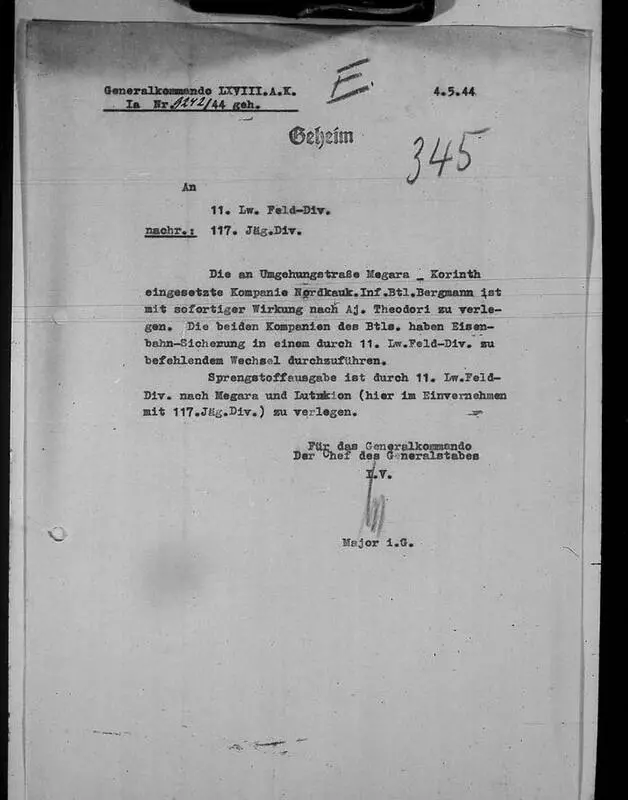 Generalkommando LXVIII.A.K.
E.
4.5.44
Ia Nr. 1242/44 geh.
Geheim
345
An
11. Lw. Feld-Div.
nachr.: 117. Jäg.Div.
Die an Umgehungstraße Megara - Korinth
eingesetzte Kompanie Nordkauk.Inf.Btl.Bergmann ist
mit sofortiger Wirkung nach Aj. Theodori zu verle-
gen. Die beiden Kompanien des Btls. haben Eisen-
bahn-Sicherung in einem durch 11. Lw.Feld-Div. zu
befehlendem Wechsel durchzuführen.
Sprengstoffausgabe ist durch 11. Lw.Feld-
Div. nach Megara und Lutrakion (hier im Einvernehmen
mit 117.Jäg.Div.) zu verlegen.
Für das Generalkommando
Der Chef des Generalstabes
I.V.
Major i.G.